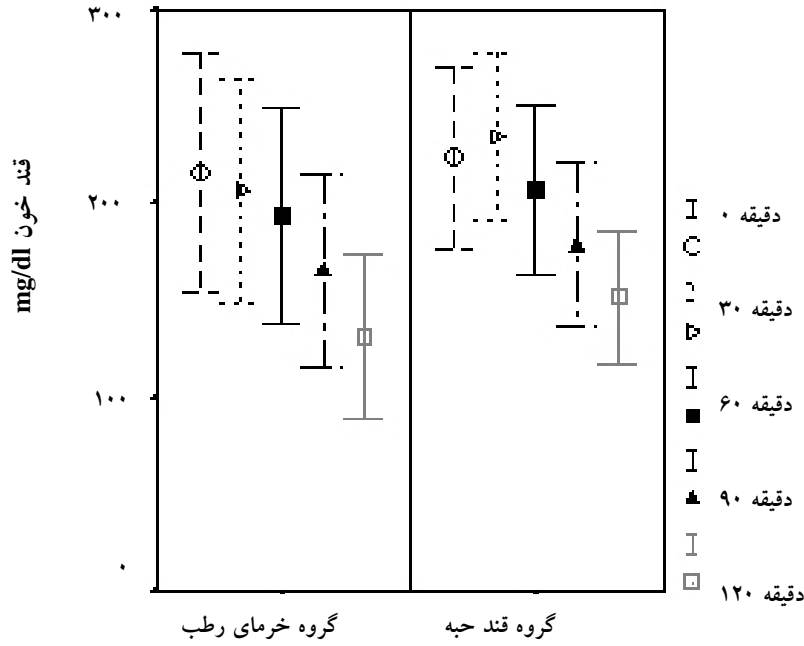 ۳۰۰
۲۰۰
۱۰۰
۰
قند خون mg/dl
گروه خرمای رطب
گروه قند حبه
دقیقه ۰
دقیقه ۳۰
دقیقه ۶۰
دقیقه ۹۰
دقیقه ۱۲۰